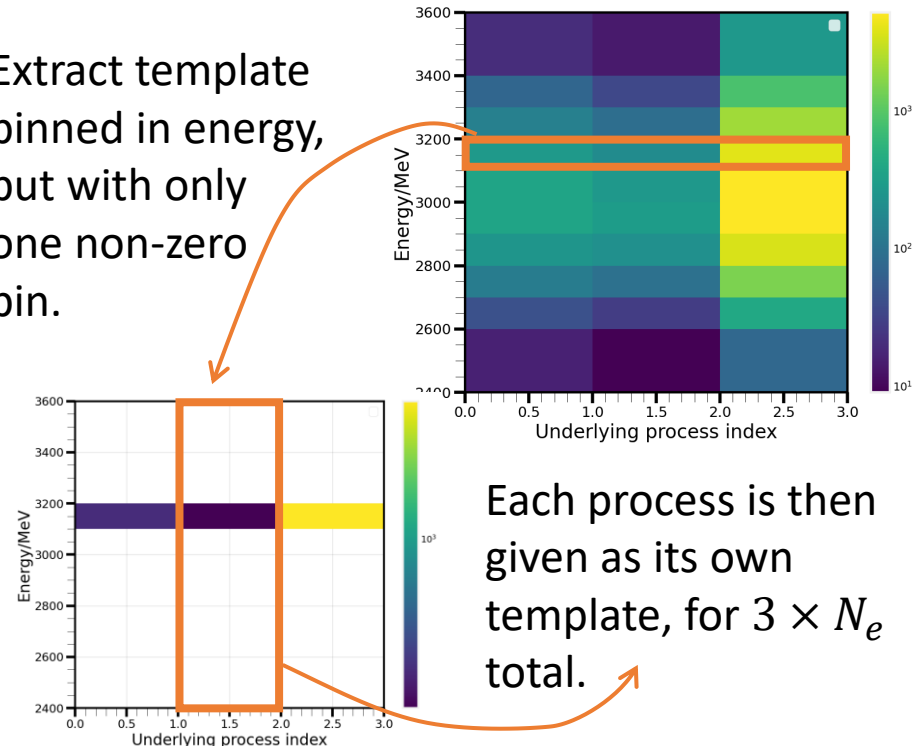 Extract template
binned in energy,
but with only
one non-zero
bin.
3600
3400
3200
3000
2800
2600
2400
Energy/MeV
0.0 0.5 1.0 1.5 2.0 2.5 3.0
Underlying process index
10³
10²
10¹
3600
3400
3200
3000
2800
2600
2400
Energy/MeV
0.0 0.5 1.0 1.5 2.0 2.5 3.0
Underlying process index
10³
Each process is then
given as its own
template, for 3 × Nₑ
total.